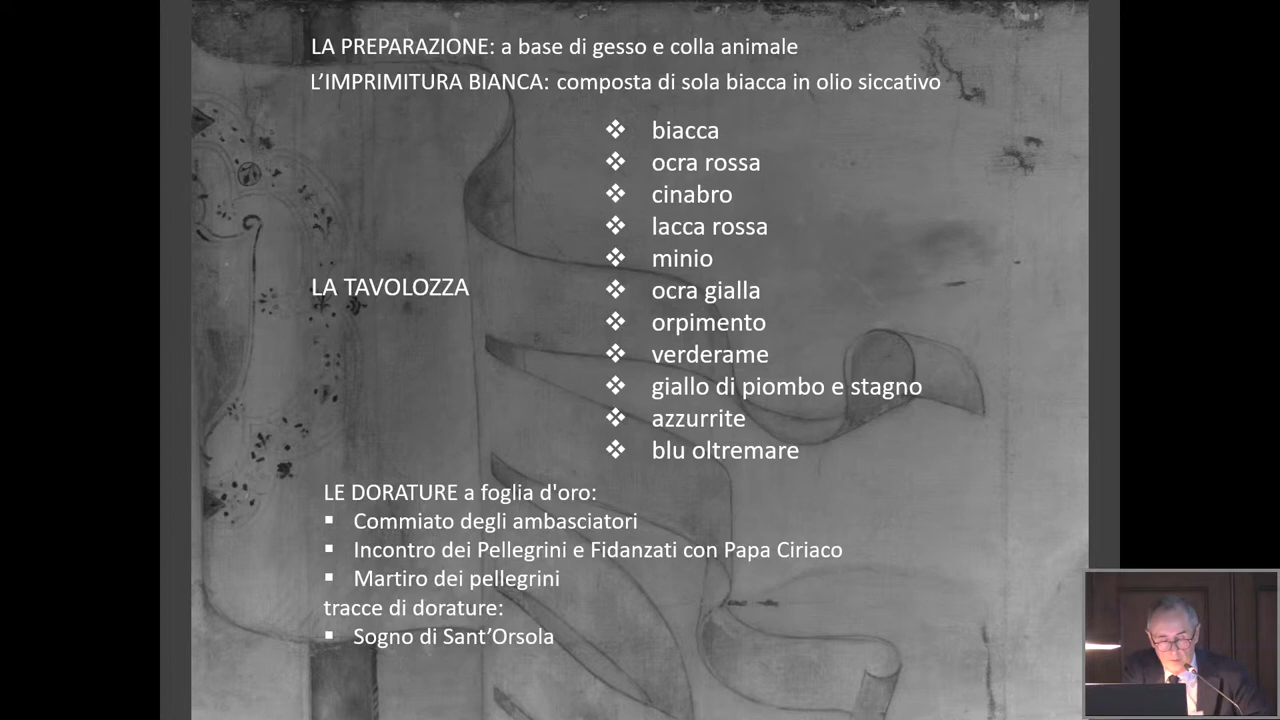 LA PREPARAZIONE: a base di gesso e colla animale
L’IMPRIMITURA BIANCA: composta di sola biacca in olio siccativo
❖ biacca
❖ ocra rossa
❖ cinabro
❖ lacca rossa
❖ minio
LA TAVOLOZZA
❖ ocra gialla
❖ orpimento
❖ verderame
❖ giallo di piombo e stagno
❖ azzurrite
❖ blu oltremare
LE DORATURE a foglia d'oro:
▪ Commiato degli ambasciatori
▪ Incontro dei Pellegrini e Fidanzati con Papa Ciriaco
▪ Martiro dei pellegrini
tracce di dorature:
▪ Sogno di Sant’Orsola